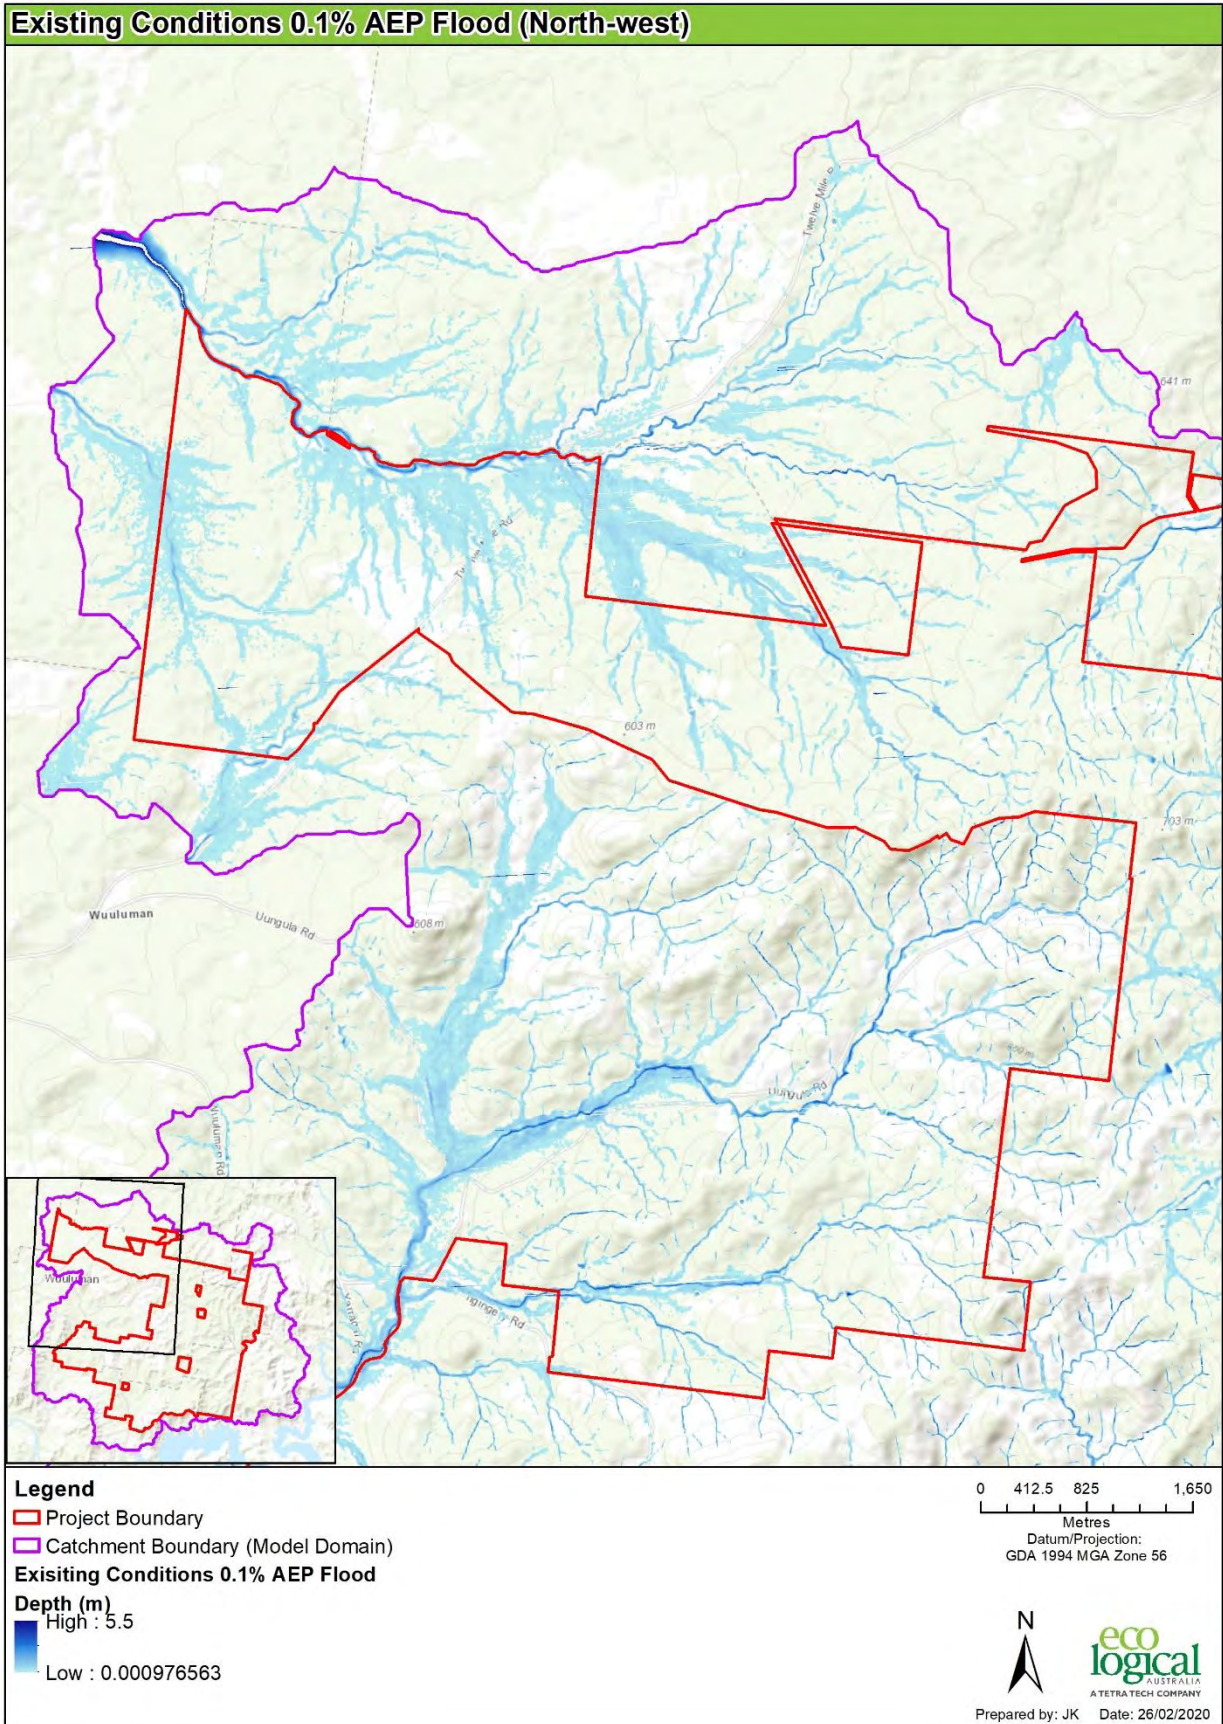 Existing Conditions 0.1% AEP Flood (North-west)
Twelve Mile R
641 m
603 m
703 m
Wuuluman
Uungula Rd
608 m
Uungula Rd
Wuuluman Rd
Wuuluman
Legend
Project Boundary
Catchment Boundary (Model Domain)
Exisiting Conditions 0.1% AEP Flood
Depth (m)
High : 5.5
Low : 0.000976563
0 412.5 825 1,650
Metres
Datum/Projection:
GDA 1994 MGA Zone 56
N
eco
logical
AUSTRALIA
A TETRA TECH COMPANY
Prepared by: JK Date: 26/02/2020